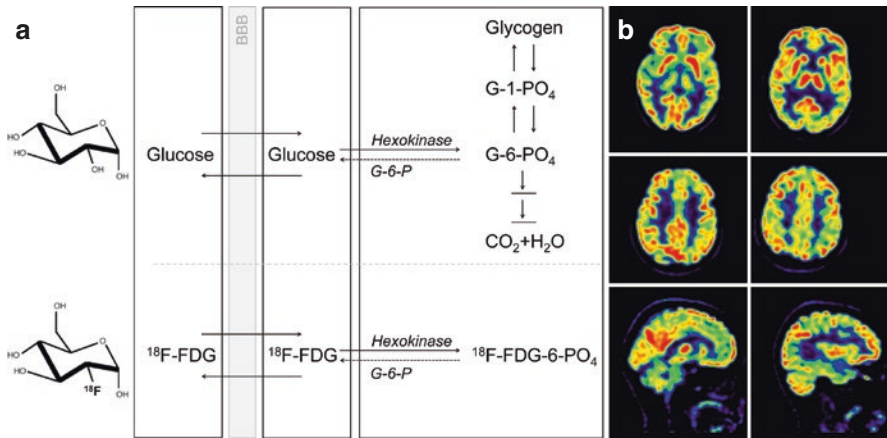 a
b
BBB
OH
HO
HO
O
OH
OH
Glucose
Glucose
Hexokinase
G-6-P
Glycogen
G-1-PO4
G-6-PO4
CO2+H2O
OH
HO
HO
O
18F
OH
18F-FDG
18F-FDG
Hexokinase
G-6-P
18F-FDG-6-PO4